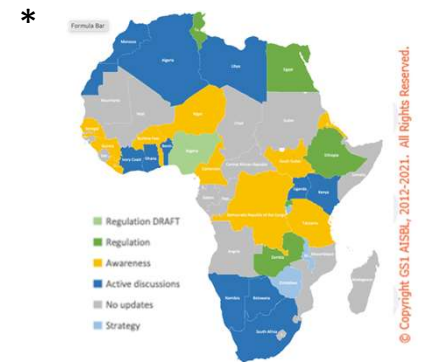 *
Formula Bar
Morocco
Algeria
Libya
Egypt
Mauritania
Mali
Niger
Chad
Sudan
Senegal
Guinea
Burkina Faso
Benin
Ivory Coast
Ghana
Nigeria
Cameroon
Central African Republic
South Sudan
Ethiopia
Somalia
Uganda
Kenya
Democratic Republic of the Congo
Tanzania
Angola
Zambia
Mozambique
Zimbabwe
Namibia
Botswana
Madagascar
South Africa
Regulation DRAFT
Regulation
Awareness
Active discussions
No updates
Strategy
© Copyright GS1 AISBL, 2012-2021. All Rights Reserved.